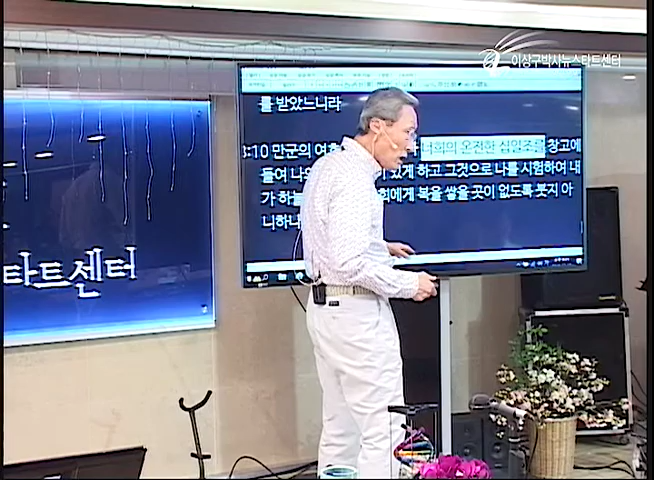 이상구박사뉴스타트센터
를 받았느니라
3:10 만군의 여호 너희의 온전한 십일조를 창고에
들여 나의 이 있게 하고 그것으로 나를 시험하여 내
가 하늘 희에게 복을 쌓을 곳이 없도록 붓지 아
니하나
타트센터